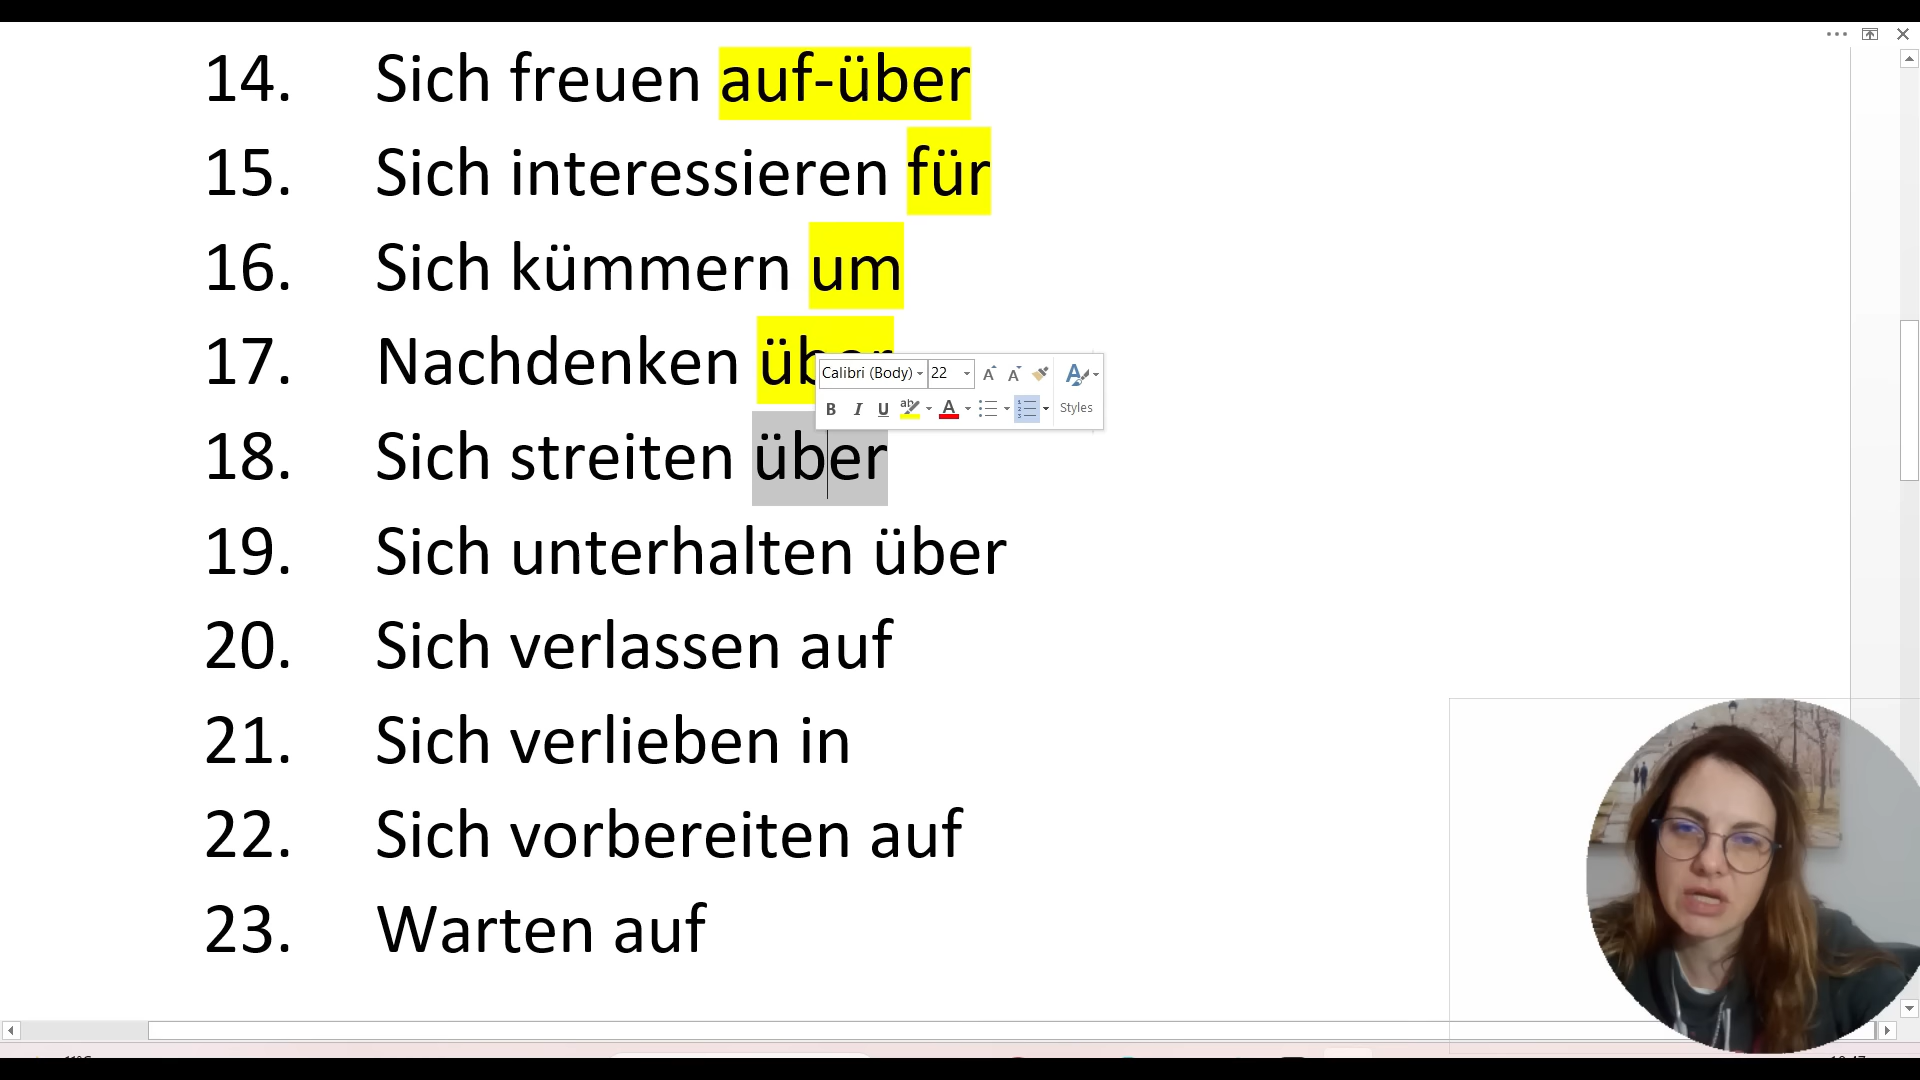 14. Sich freuen auf-über
15. Sich interessieren für
16. Sich kümmern um
17. Nachdenken über
Calibri (Body) 22
B I U ab A Styles
18. Sich streiten über
19. Sich unterhalten über
20. Sich verlassen auf
21. Sich verlieben in
22. Sich vorbereiten auf
23. Warten auf